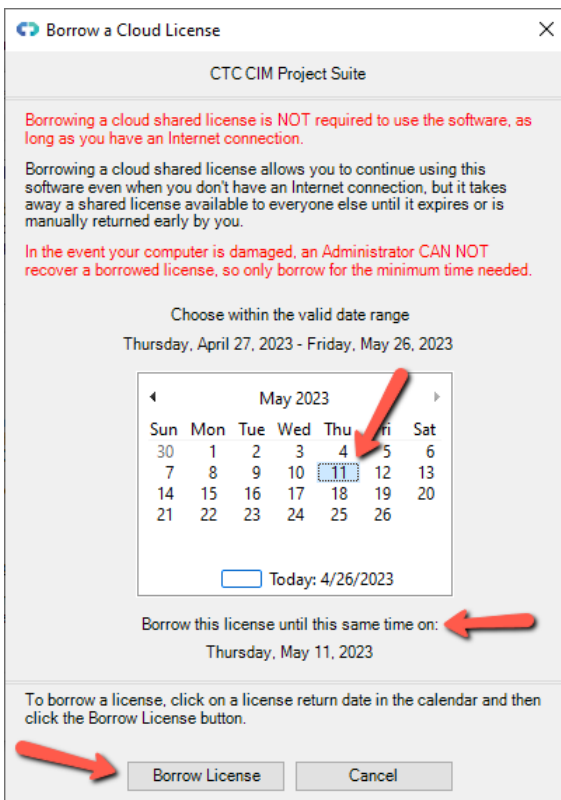 Borrow a Cloud License
CTC CIM Project Suite
Borrowing a cloud shared license is NOT required to use the software, as
long as you have an Internet connection.
Borrowing a cloud shared license allows you to continue using this
software even when you don't have an Internet connection, but it takes
away a shared license available to everyone else until it expires or is
manually returned early by you.
In the event your computer is damaged, an Administrator CAN NOT
recover a borrowed license, so only borrow for the minimum time needed.
Choose within the valid date range
Thursday, April 27, 2023 - Friday, May 26, 2023
May 2023
Sun Mon Tue Wed Thu Fri Sat
30 1 2 3 4 5 6
7 8 9 10 11 12 13
14 15 16 17 18 19 20
21 22 23 24 25 26
Today: 4/26/2023
Borrow this license until this same time on:
Thursday, May 11, 2023
To borrow a license, click on a license return date in the calendar and then
click the Borrow License button.
Borrow License Cancel